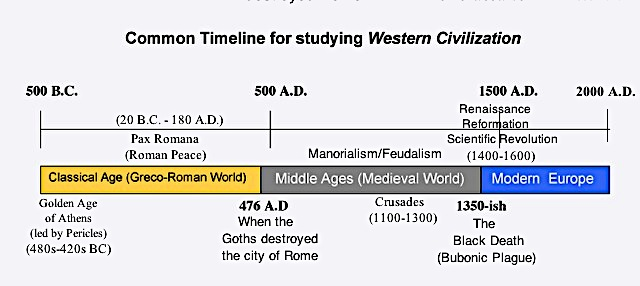 Common Timeline for studying Western Civilization
500 B.C.
500 A.D.
1500 A.D.
2000 A.D.
(20 B.C. - 180 A.D.)
Pax Romana
(Roman Peace)
Renaissance
Reformation
Scientific Revolution
(1400-1600)
Manorialism/Feudalism
Classical Age (Greco-Roman World)
Middle Ages (Medieval World)
Modern Europe
Golden Age
of Athens
(led by Pericles)
(480s-420s BC)
476 A.D
When the
Goths destroyed
the city of Rome
Crusades
(1100-1300)
1350-ish
The
Black Death
(Bubonic Plague)